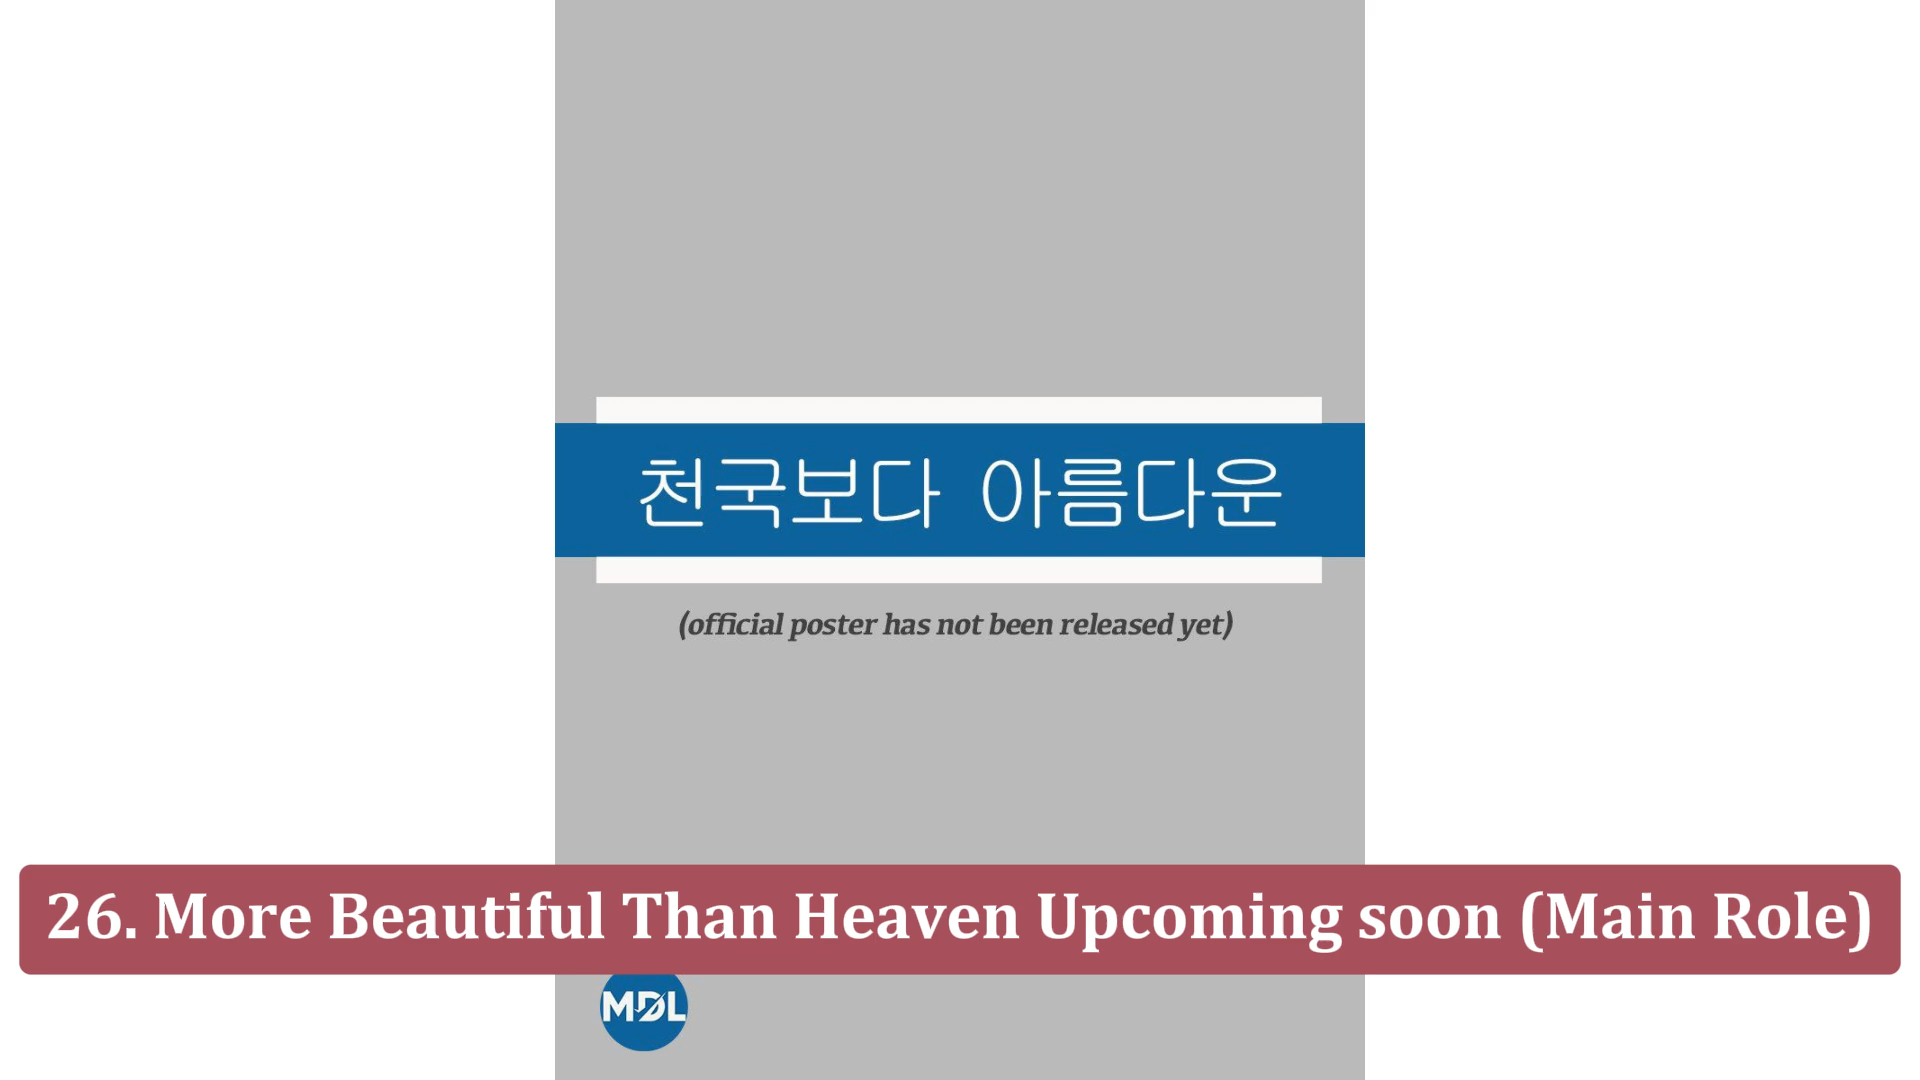 천국보다 아름다운
(official poster has not been released yet)
26. More Beautiful Than Heaven Upcoming soon (Main Role)
MDL